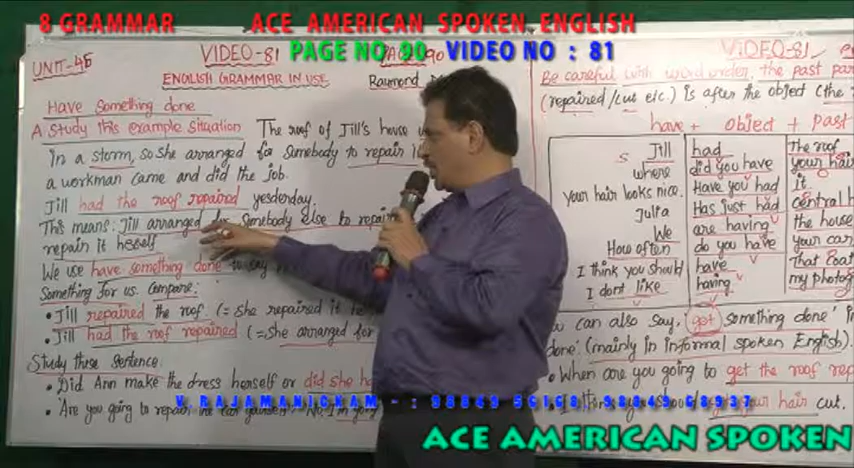 8 GRAMMAR ACE AMERICAN SPOKEN ENGLISH
PAGE NO 90 VIDEO NO : 81
UNIT-45 VIDEO-81
ENGLISH GRAMMAR IN USE Raymond
Have Something done
A Study this example situation The roof of Jill's house
In a storm, so she arranged for Somebody to repair
a workman came and did the job.
Jill had the roof repaired yesterday.
This means: Jill arranged for Somebody else to repair
repair it herself
We use have something done to say
Something for us. Compare:
• Jill repaired the roof. (= She repaired it
• Jill had the roof repaired (= She arranged for
Study these sentence
• Did Ann make the dress herself or did she
• Are you going to repair the car yourself
VIDEO-81
Be careful with word order, the past
(repaired/cut etc.) is after the object (the
have + object + past
Jill had The roof
where did you have your hair
your hair looks nice. Have you had it.
Julia Has just had central
We are having the house
How often do you have your car
I think you should have That coat
I dont like having my photog
can also say, 'get something done' in
done' (mainly in informal spoken English).
• When are you going to get the roof
your hair cut.
V. RAJAMANICKAM - :
ACE AMERICAN SPOKEN